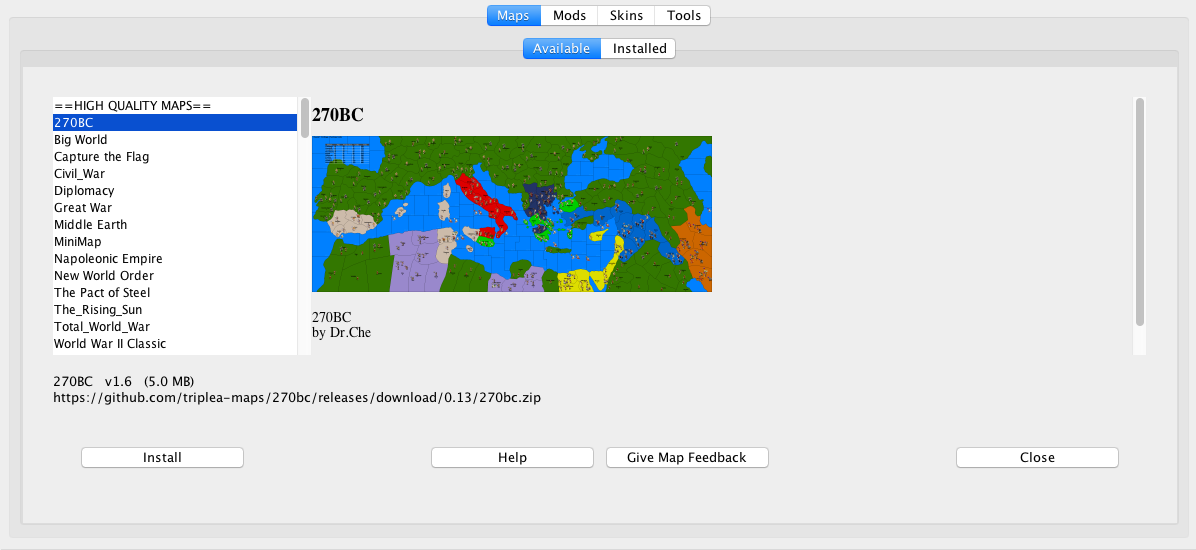 Maps Mods Skins Tools
Available Installed
==HIGH QUALITY MAPS==
270BC
Big World
Capture the Flag
Civil_War
Diplomacy
Great War
Middle Earth
MiniMap
Napoleonic Empire
New World Order
The Pact of Steel
The_Rising_Sun
Total_World_War
World War II Classic
270BC
270BC
by Dr.Che
270BC v1.6 (5.0 MB)
https://github.com/triplea-maps/270bc/releases/download/0.13/270bc.zip
Install Help Give Map Feedback Close